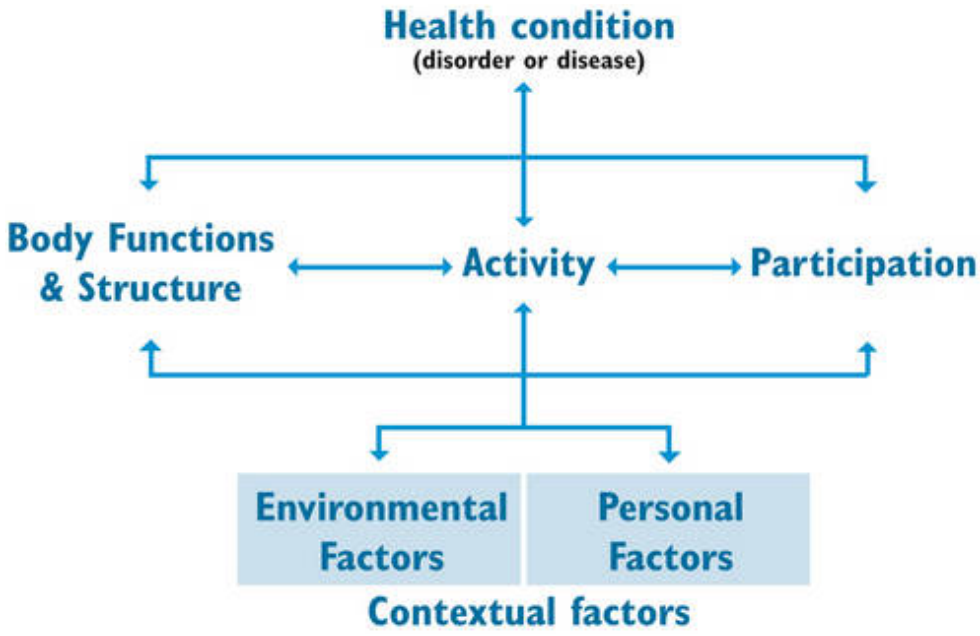 Health condition
(disorder or disease)
Body Functions
& Structure
Activity
Participation
Environmental
Factors
Personal
Factors
Contextual factors